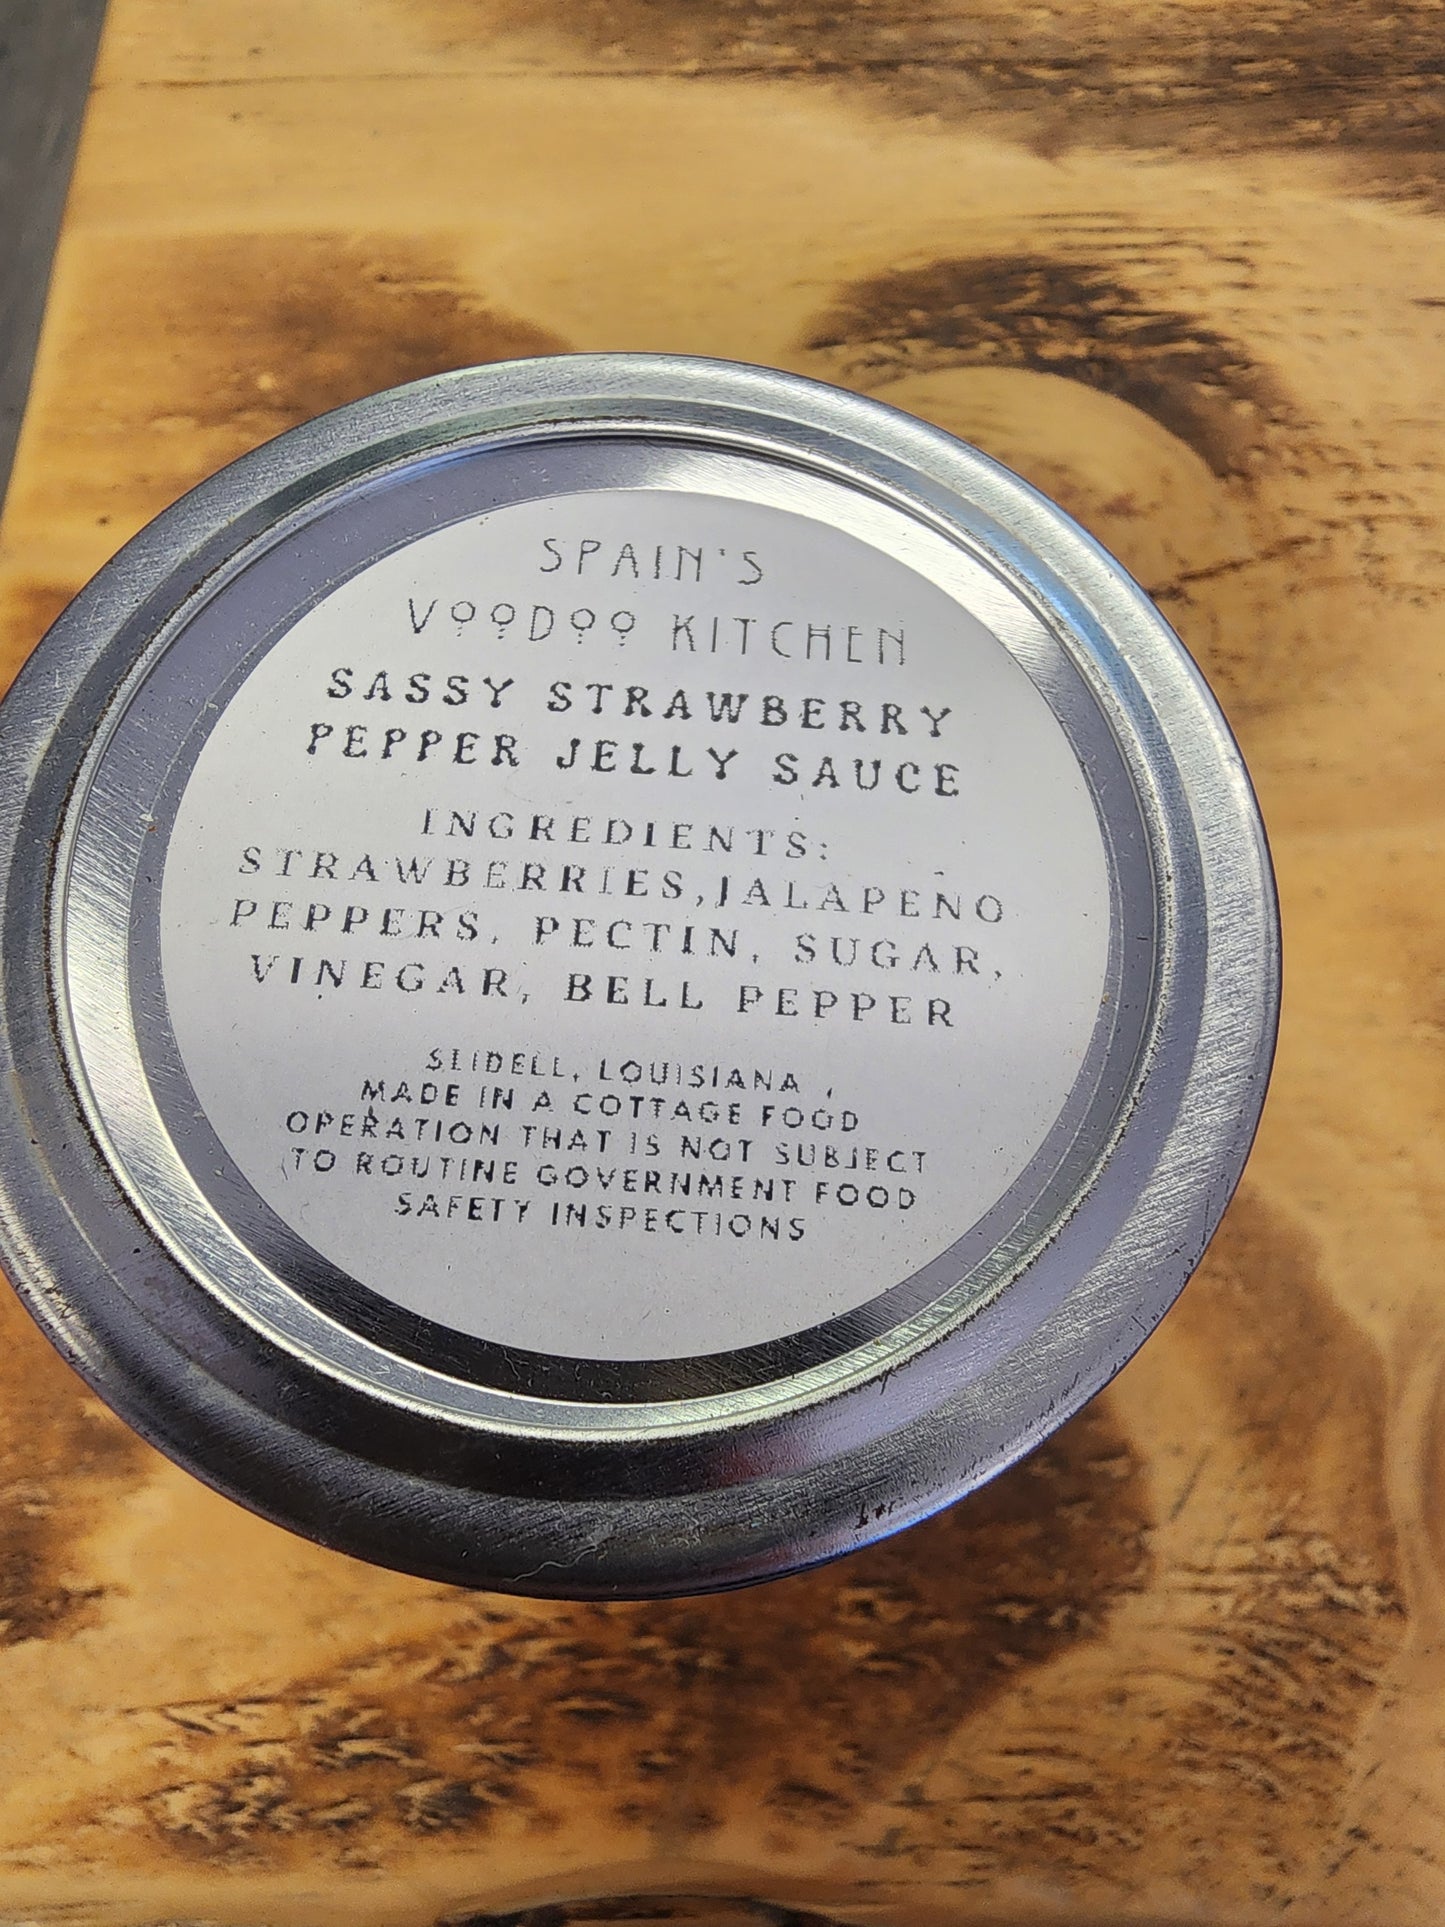 SPAIN'S
VOODOO KITCHEN
SASSY STRAWBERRY
PEPPER JELLY SAUCE
INGREDIENTS:
STRAWBERRIES,JALAPENO
PEPPERS, PECTIN, SUGAR,
VINEGAR, BELL PEPPER
SLIDELL, LOUISIANA
MADE IN A COTTAGE FOOD
OPERATION THAT IS NOT SUBJECT
TO ROUTINE GOVERNMENT FOOD
SAFETY INSPECTIONS